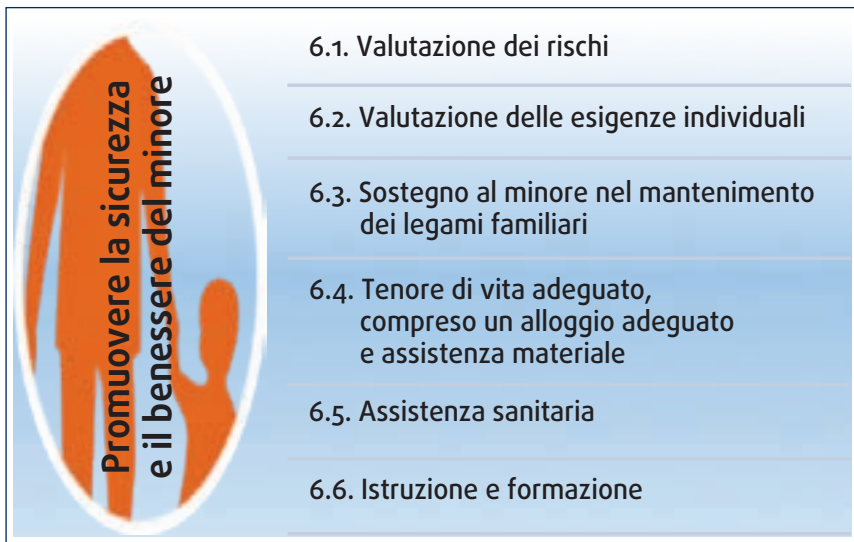 Promuovere la sicurezza
e il benessere del minore
6.1. Valutazione dei rischi
6.2. Valutazione delle esigenze individuali
6.3. Sostegno al minore nel mantenimento
dei legami familiari
6.4. Tenore di vita adeguato,
compreso un alloggio adeguato
e assistenza materiale
6.5. Assistenza sanitaria
6.6. Istruzione e formazione